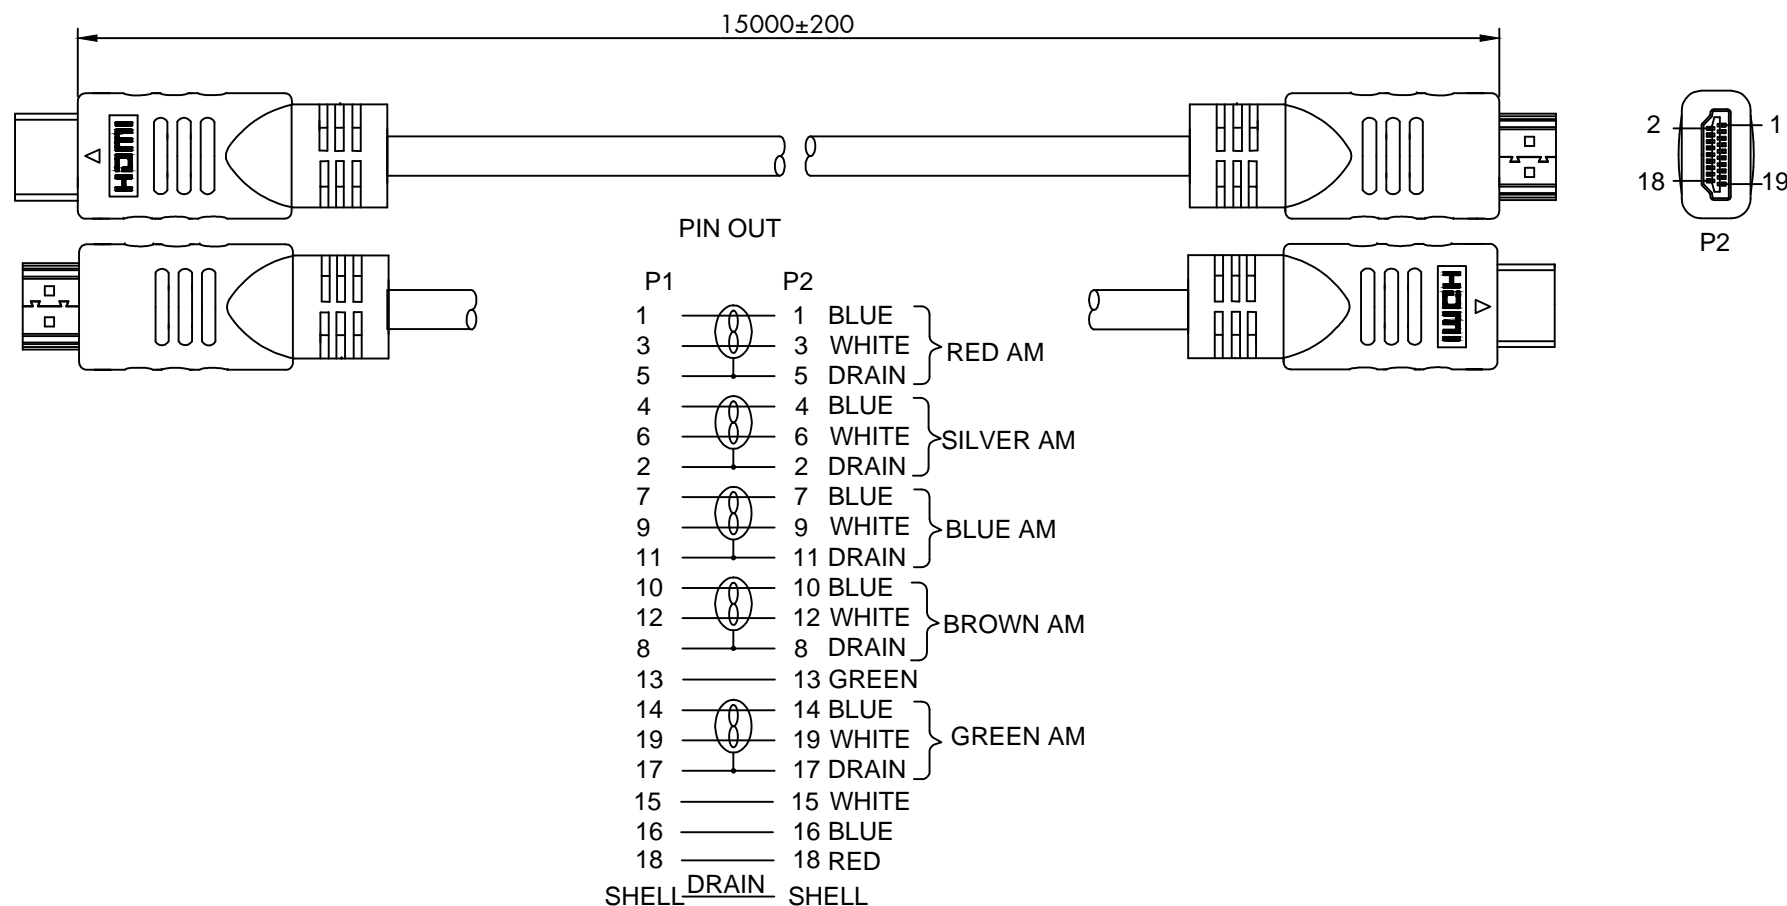 15000±200
HDMI
2 1
18 19
P2
PIN OUT
P1 P2
HDMI
1 1 BLUE
3 3 WHITE
5 5 DRAIN
RED AM
4 4 BLUE
6 6 WHITE
2 2 DRAIN
SILVER AM
7 7 BLUE
9 9 WHITE
11 11 DRAIN
BLUE AM
10 10 BLUE
12 12 WHITE
8 8 DRAIN
BROWN AM
13 13 GREEN
14 14 BLUE
19 19 WHITE
17 17 DRAIN
GREEN AM
15 15 WHITE
16 16 BLUE
18 18 RED
SHELL DRAIN SHELL